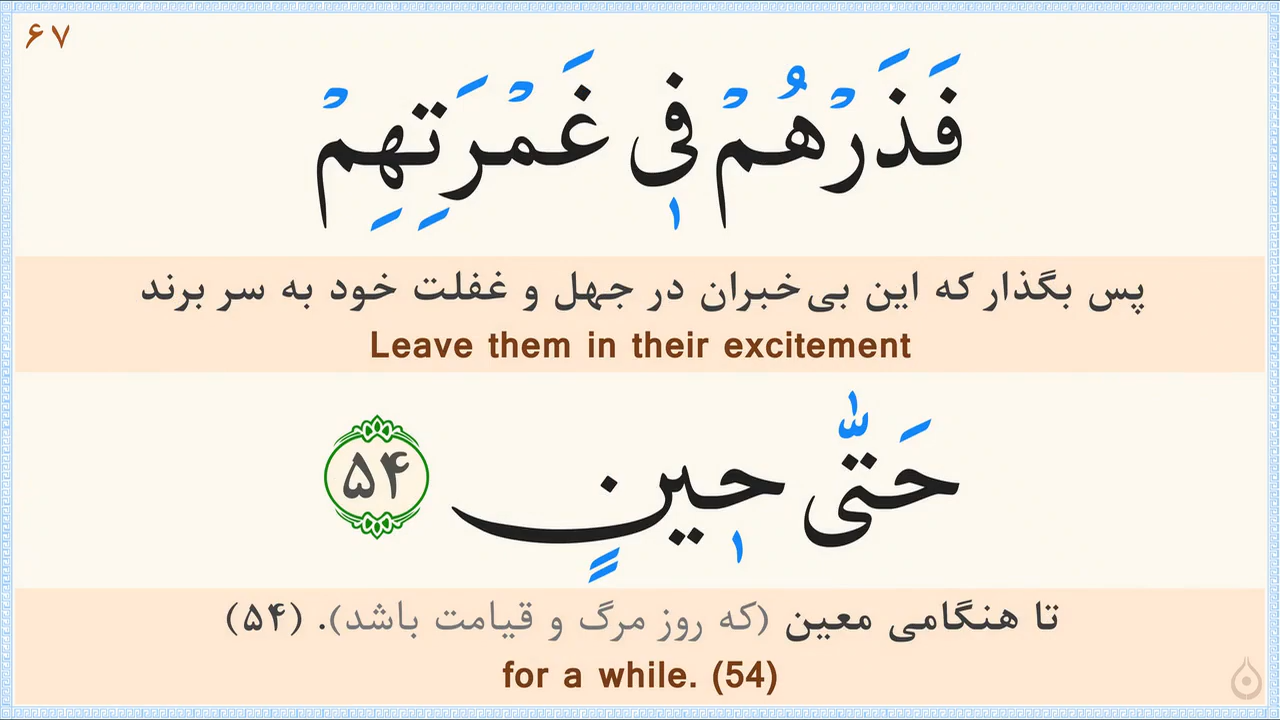 ۶۷
فَذَرْهُمْ فٖي غَمْرَتِهِمْ
پس بگذار که این بی‌خبران در جهل و غفلت خود به سر برند
Leave them in their excitement
حَتّٰى حٖينٍ ۵۴
تا هنگامی معین (که روز مرگ و قیامت باشد). (۵۴)
for a while. (54)